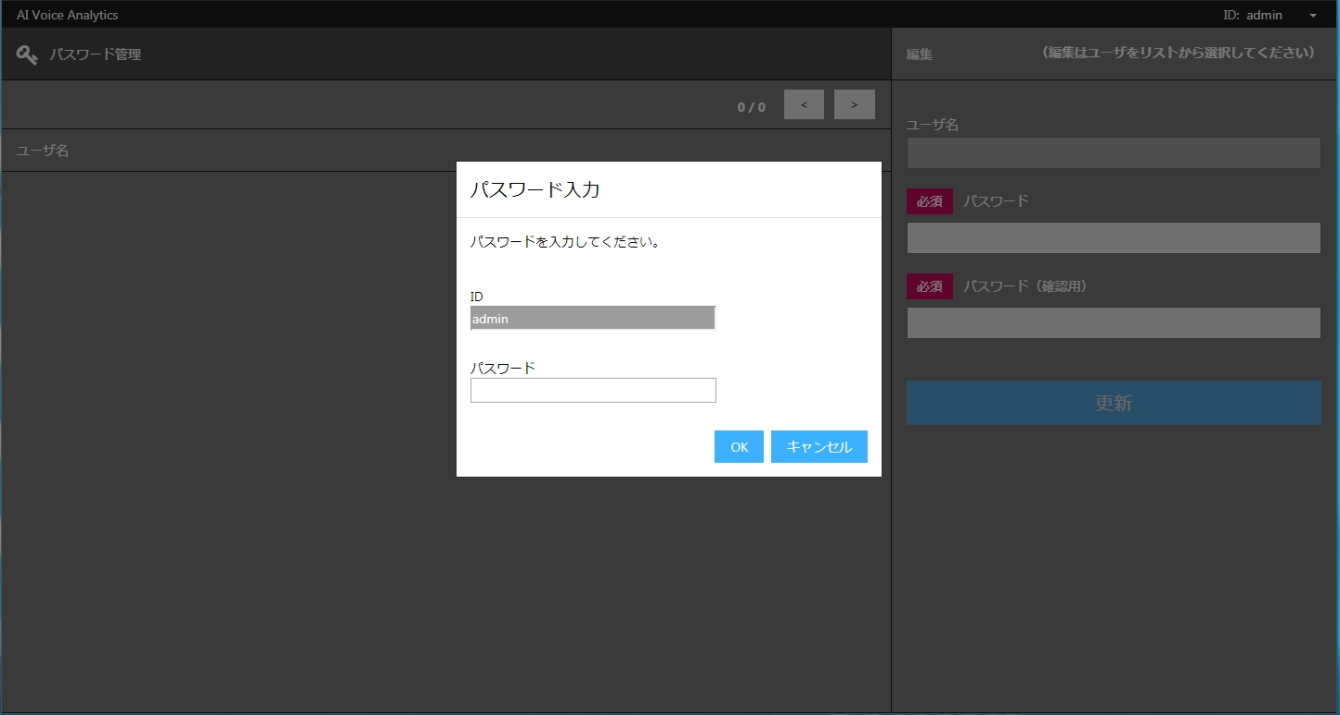 AI Voice Analytics
ID: admin
パスワード管理
編集 （編集はユーザをリストから選択してください）
0 / 0 < >
ユーザ名
ユーザ名
必須 パスワード
必須 パスワード（確認用）
更新
パスワード入力
パスワードを入力してください。
ID
admin
パスワード
OK キャンセル